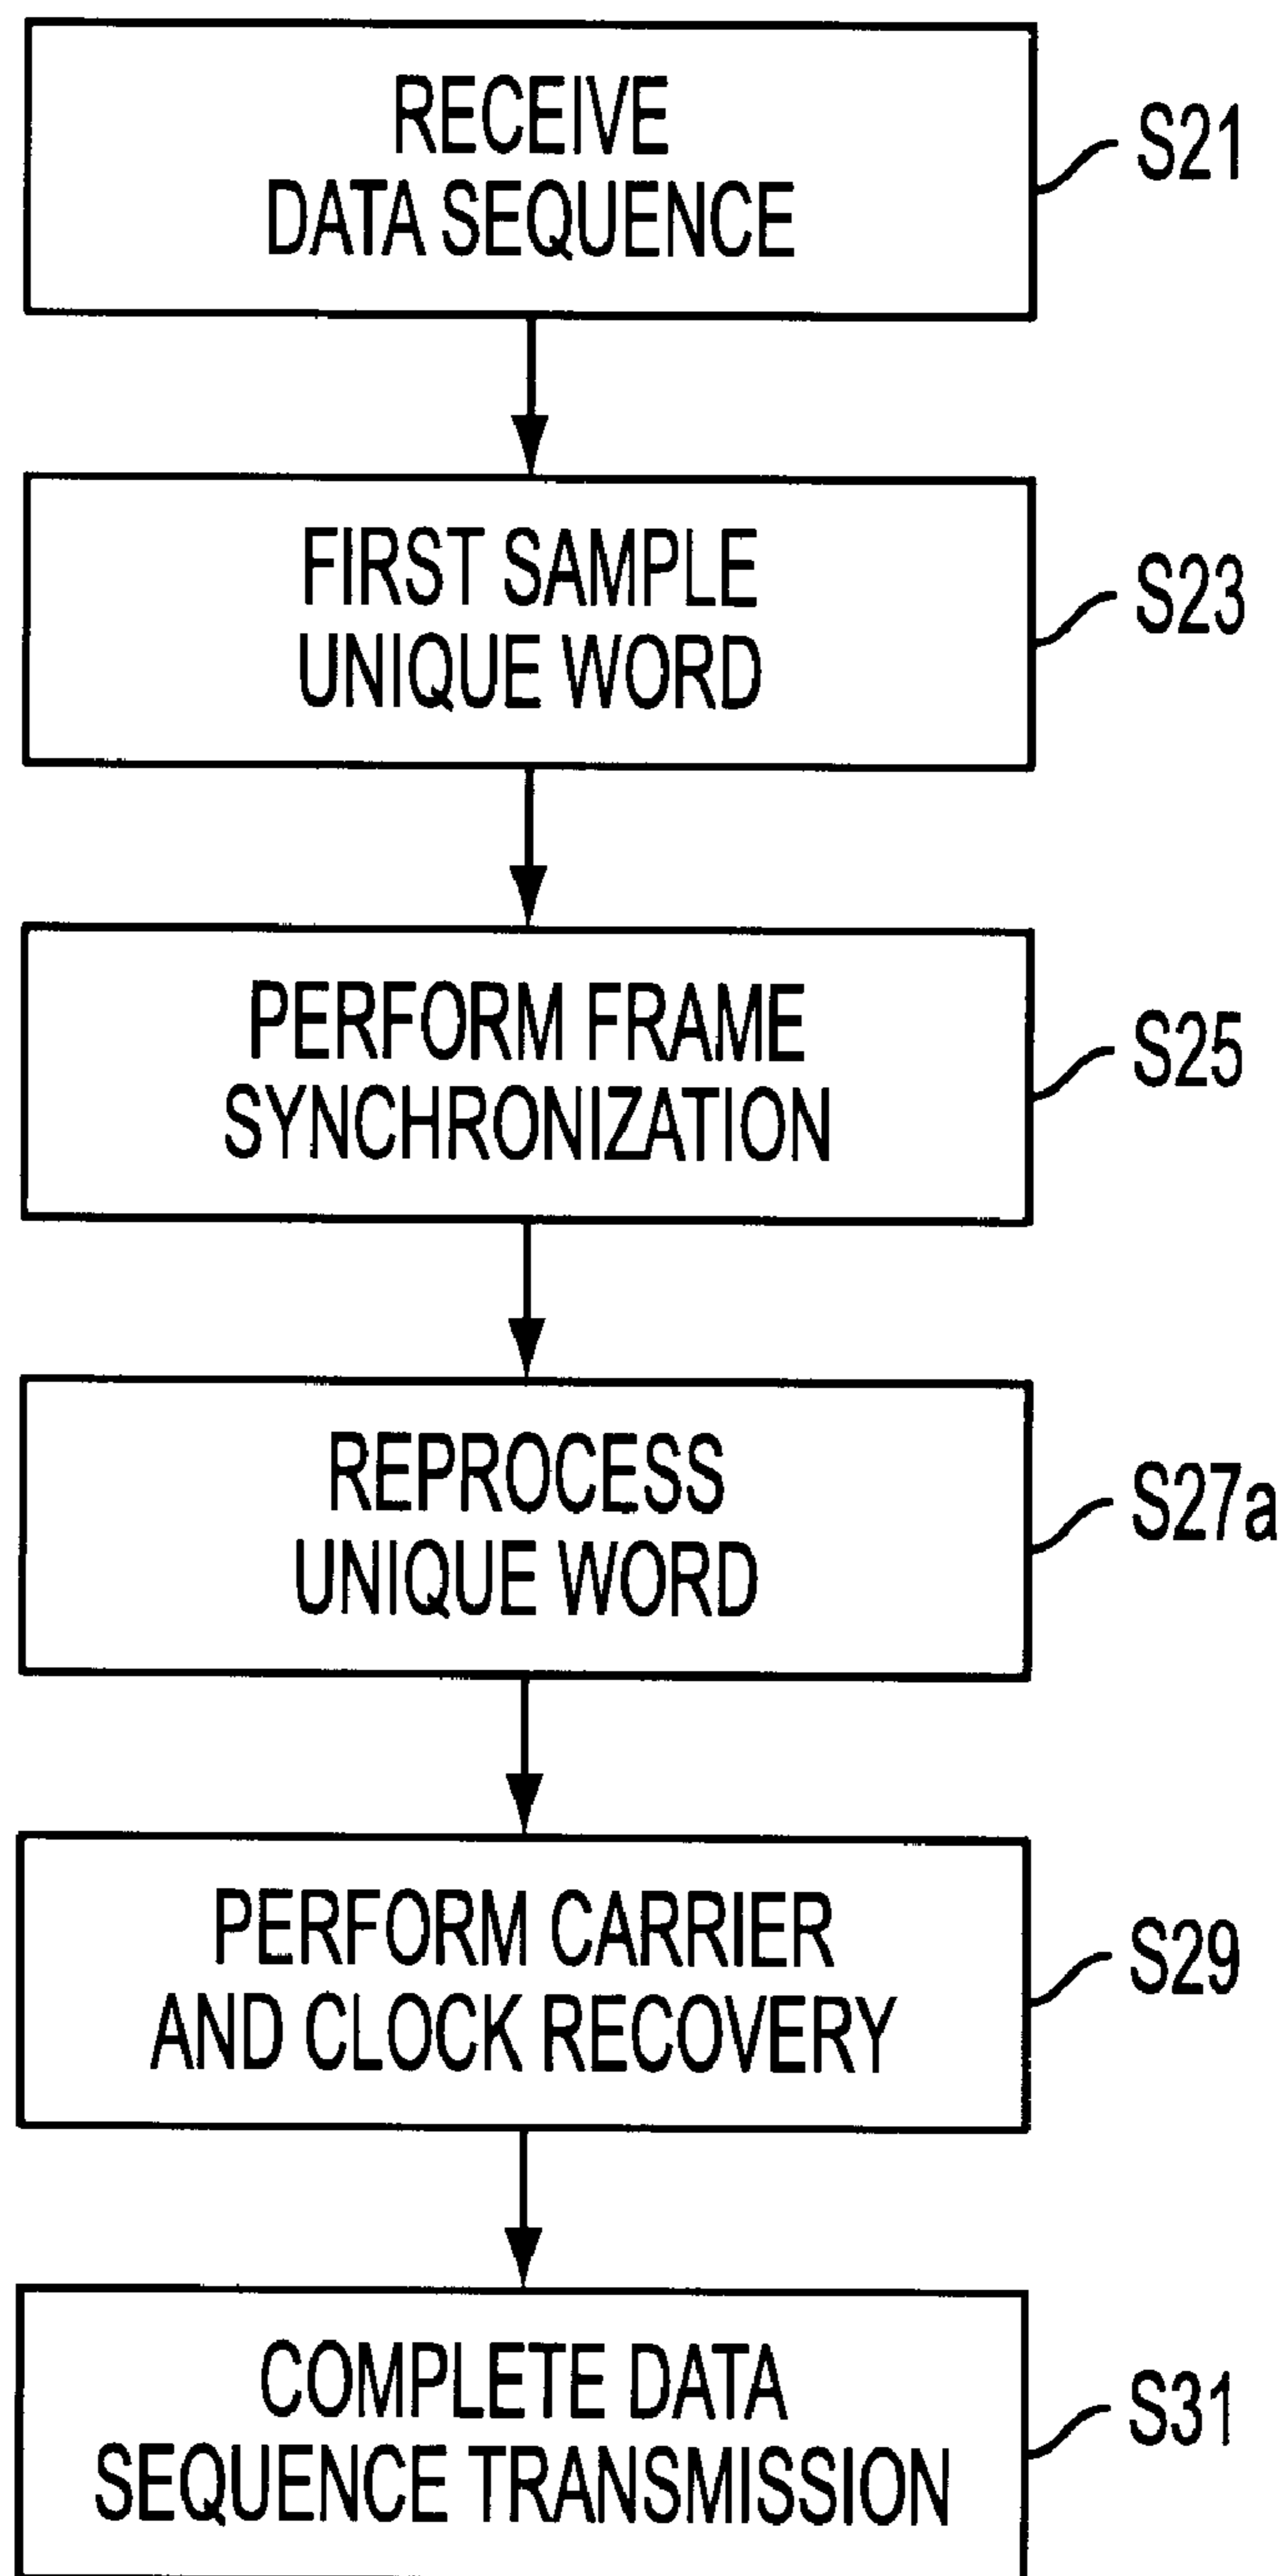 RECEIVE
DATA SEQUENCE
S21
FIRST SAMPLE
UNIQUE WORD
S23
PERFORM FRAME
SYNCHRONIZATION
S25
REPROCESS
UNIQUE WORD
S27a
PERFORM CARRIER
AND CLOCK RECOVERY
S29
COMPLETE DATA
SEQUENCE TRANSMISSION
S31